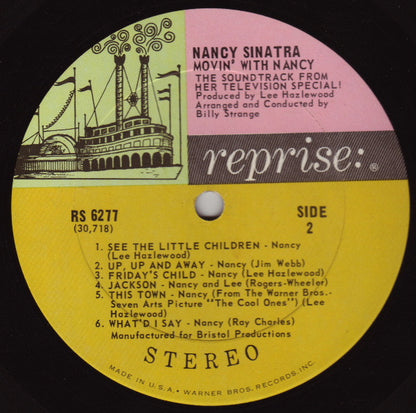 NANCY SINATRA
MOVIN' WITH NANCY
THE SOUNDTRACK FROM
HER TELEVISION SPECIAL!
Produced by Lee Hazlewood
Arranged and Conducted by
Billy Strange
reprise:®
RS 6277
(30,718)
SIDE
2
1. SEE THE LITTLE CHILDREN - Nancy
(Lee Hazlewood)
2. UP, UP AND AWAY - Nancy (Jim Webb)
3. FRIDAY'S CHILD - Nancy (Lee Hazlewood)
4. JACKSON - Nancy and Lee (Rogers-Wheeler)
5. THIS TOWN - Nancy (From The Warner Bros.-
Seven Arts Picture "The Cool Ones") (Lee
Hazlewood)
6. WHAT'D I SAY - Nancy (Ray Charles)
Manufactured for Bristol Productions
STEREO
MADE IN U.S.A. • WARNER BROS. RECORDS, INC.